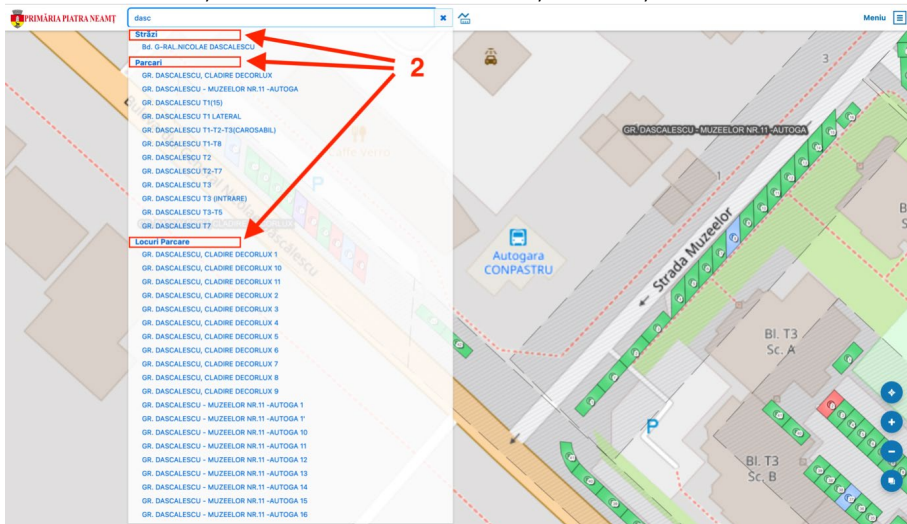 PRIMĂRIA PIATRA NEAMȚ
dasc
Meniu
Străzi
Bd. G-RAL.NICOLAE DASCALESCU
Parcari
GR. DASCALESCU, CLADIRE DECORLUX
GR. DASCALESCU - MUZEELOR NR.11 -AUTOGA
GR. DASCALESCU T1(15)
GR. DASCALESCU T1 LATERAL
GR. DASCALESCU T1-T2-T3(CAROSABIL)
GR. DASCALESCU T1-T8
GR. DASCALESCU T2
GR. DASCALESCU T2-T7
GR. DASCALESCU T3
GR. DASCALESCU T3 (INTRARE)
GR. DASCALESCU T3-T5
GR. DASCALESCU T7
Locuri Parcare
GR. DASCALESCU, CLADIRE DECORLUX 1
GR. DASCALESCU, CLADIRE DECORLUX 10
GR. DASCALESCU, CLADIRE DECORLUX 11
GR. DASCALESCU, CLADIRE DECORLUX 2
GR. DASCALESCU, CLADIRE DECORLUX 3
GR. DASCALESCU, CLADIRE DECORLUX 4
GR. DASCALESCU, CLADIRE DECORLUX 5
GR. DASCALESCU, CLADIRE DECORLUX 6
GR. DASCALESCU, CLADIRE DECORLUX 7
GR. DASCALESCU, CLADIRE DECORLUX 8
GR. DASCALESCU, CLADIRE DECORLUX 9
GR. DASCALESCU - MUZEELOR NR.11 -AUTOGA 1
GR. DASCALESCU - MUZEELOR NR.11 -AUTOGA 1'
GR. DASCALESCU - MUZEELOR NR.11 -AUTOGA 10
GR. DASCALESCU - MUZEELOR NR.11 -AUTOGA 11
GR. DASCALESCU - MUZEELOR NR.11 -AUTOGA 12
GR. DASCALESCU - MUZEELOR NR.11 -AUTOGA 13
GR. DASCALESCU - MUZEELOR NR.11 -AUTOGA 14
GR. DASCALESCU - MUZEELOR NR.11 -AUTOGA 15
GR. DASCALESCU - MUZEELOR NR.11 -AUTOGA 16
2
Caffe Verrii
P
3
GR. DASCALESCU - MUZEELOR NR.11 -AUTOGA
1
Strada Muzeelor
Autogara
CONPASTRU
Bl. T3
Sc. A
P
Bl. T3
Sc. B